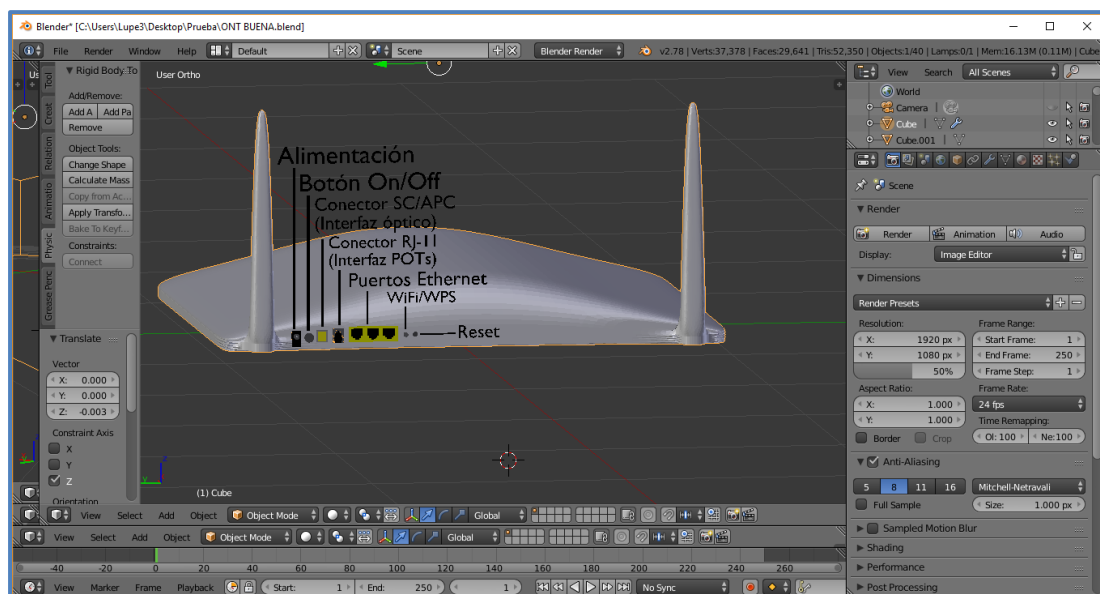 Blender* [C:\Users\Lupe3\Desktop\Prueba\ONT BUENA.blend]
File Render Window Help Default Scene Blender Render v2.78 | Verts:37,378 | Faces:29,641 | Tris:52,350 | Objects:1/40 | Lamps:0/1 | Mem:16.13M (0.11M) | Cube
Us
Tool
Creat
Relation
Animatio
Physic
Grease Penc
▼ Rigid Body To
Add/Remove:
Add A Add Pa
Remove
Object Tools:
Change Shape
Calculate Mass
Copy from Ac...
Apply Transfo...
Bake To Keyf...
Constraints:
Connect
▼ Translate
Vector
X: 0.000
Y: 0.000
Z: -0.003
Constraint Axis
X
Y
Z
Orientation
User Ortho
Alimentación
Botón On/Off
Conector SC/APC
(Interfaz óptico)
Conector RJ-11
(Interfaz POTs)
Puertos Ethernet
WiFi/WPS
Reset
(1) Cube
View Select Add Object Object Mode Global
View Select Add Object Object Mode Global
-40 -20 0 20 40 60 80 100 120 140 160 180 200 220 240 260
View Marker Frame Playback Start: 1 End: 250 1 No Sync
View Search All Scenes
World
Camera
Cube
Cube.001
Scene
▼ Render
Render Animation Audio
Display: Image Editor
▼ Dimensions
Render Presets
Resolution: Frame Range:
X: 1920 px Start Frame: 1
Y: 1080 px End Frame: 250
50% Frame Step: 1
Aspect Ratio: Frame Rate:
X: 1.000 24 fps
Y: 1.000 Time Remapping:
Border Crop Ol: 100 Ne:100
▼ Anti-Aliasing
5 8 11 16 Mitchell-Netravali
Full Sample Size: 1.000 px
▶ Sampled Motion Blur
▶ Shading
▶ Performance
▶ Post Processing